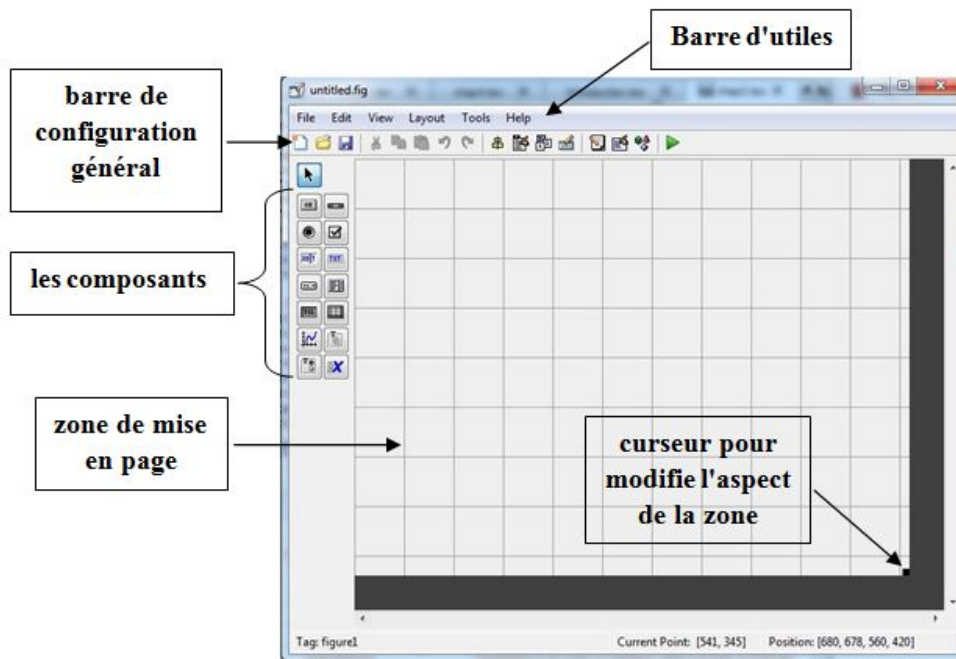 Barre d'utiles
barre de
configuration
général
untitled.fig
File Edit View Layout Tools Help
les composants
EDIT TXT
zone de mise
en page
curseur pour
modifie l'aspect
de la zone
Tag: figure1 Current Point: [541, 345] Position: [680, 678, 560, 420]